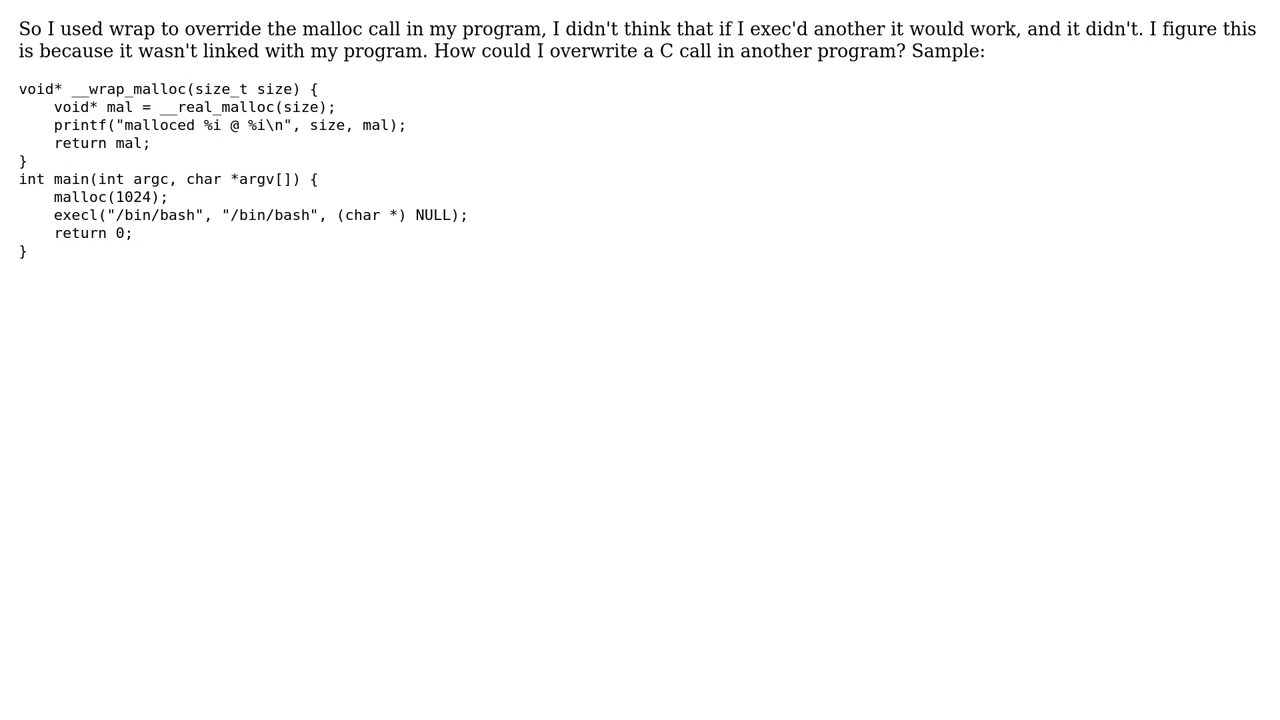 So I used wrap to override the malloc call in my program, I didn't think that if I exec'd another it would work, and it didn't. I figure this
is because it wasn't linked with my program. How could I overwrite a C call in another program? Sample:
void* __wrap_malloc(size_t size) {
    void* mal = __real_malloc(size);
    printf("malloced %i @ %i\n", size, mal);
    return mal;
}
int main(int argc, char *argv[]) {
    malloc(1024);
    execl("/bin/bash", "/bin/bash", (char *) NULL);
    return 0;
}